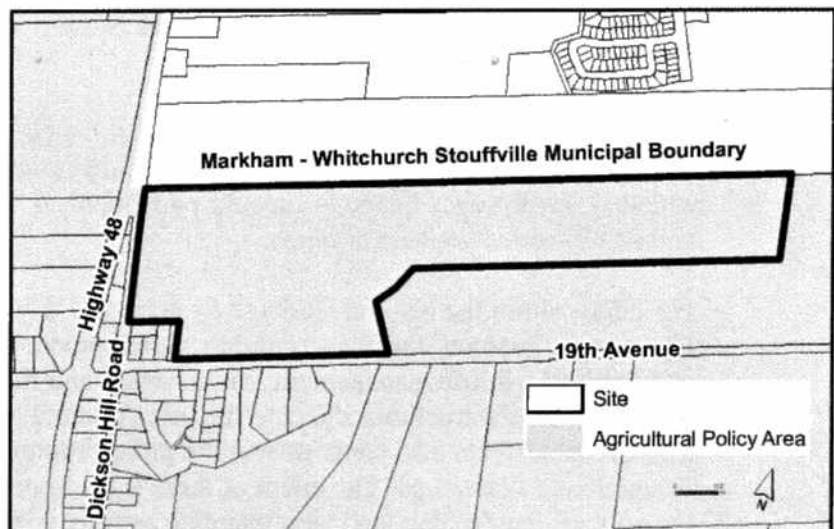 Markham - Whitchurch Stouffville Municipal Boundary
Highway 48
Dickson Hill Road
19th Avenue
Site
Agricultural Policy Area
N